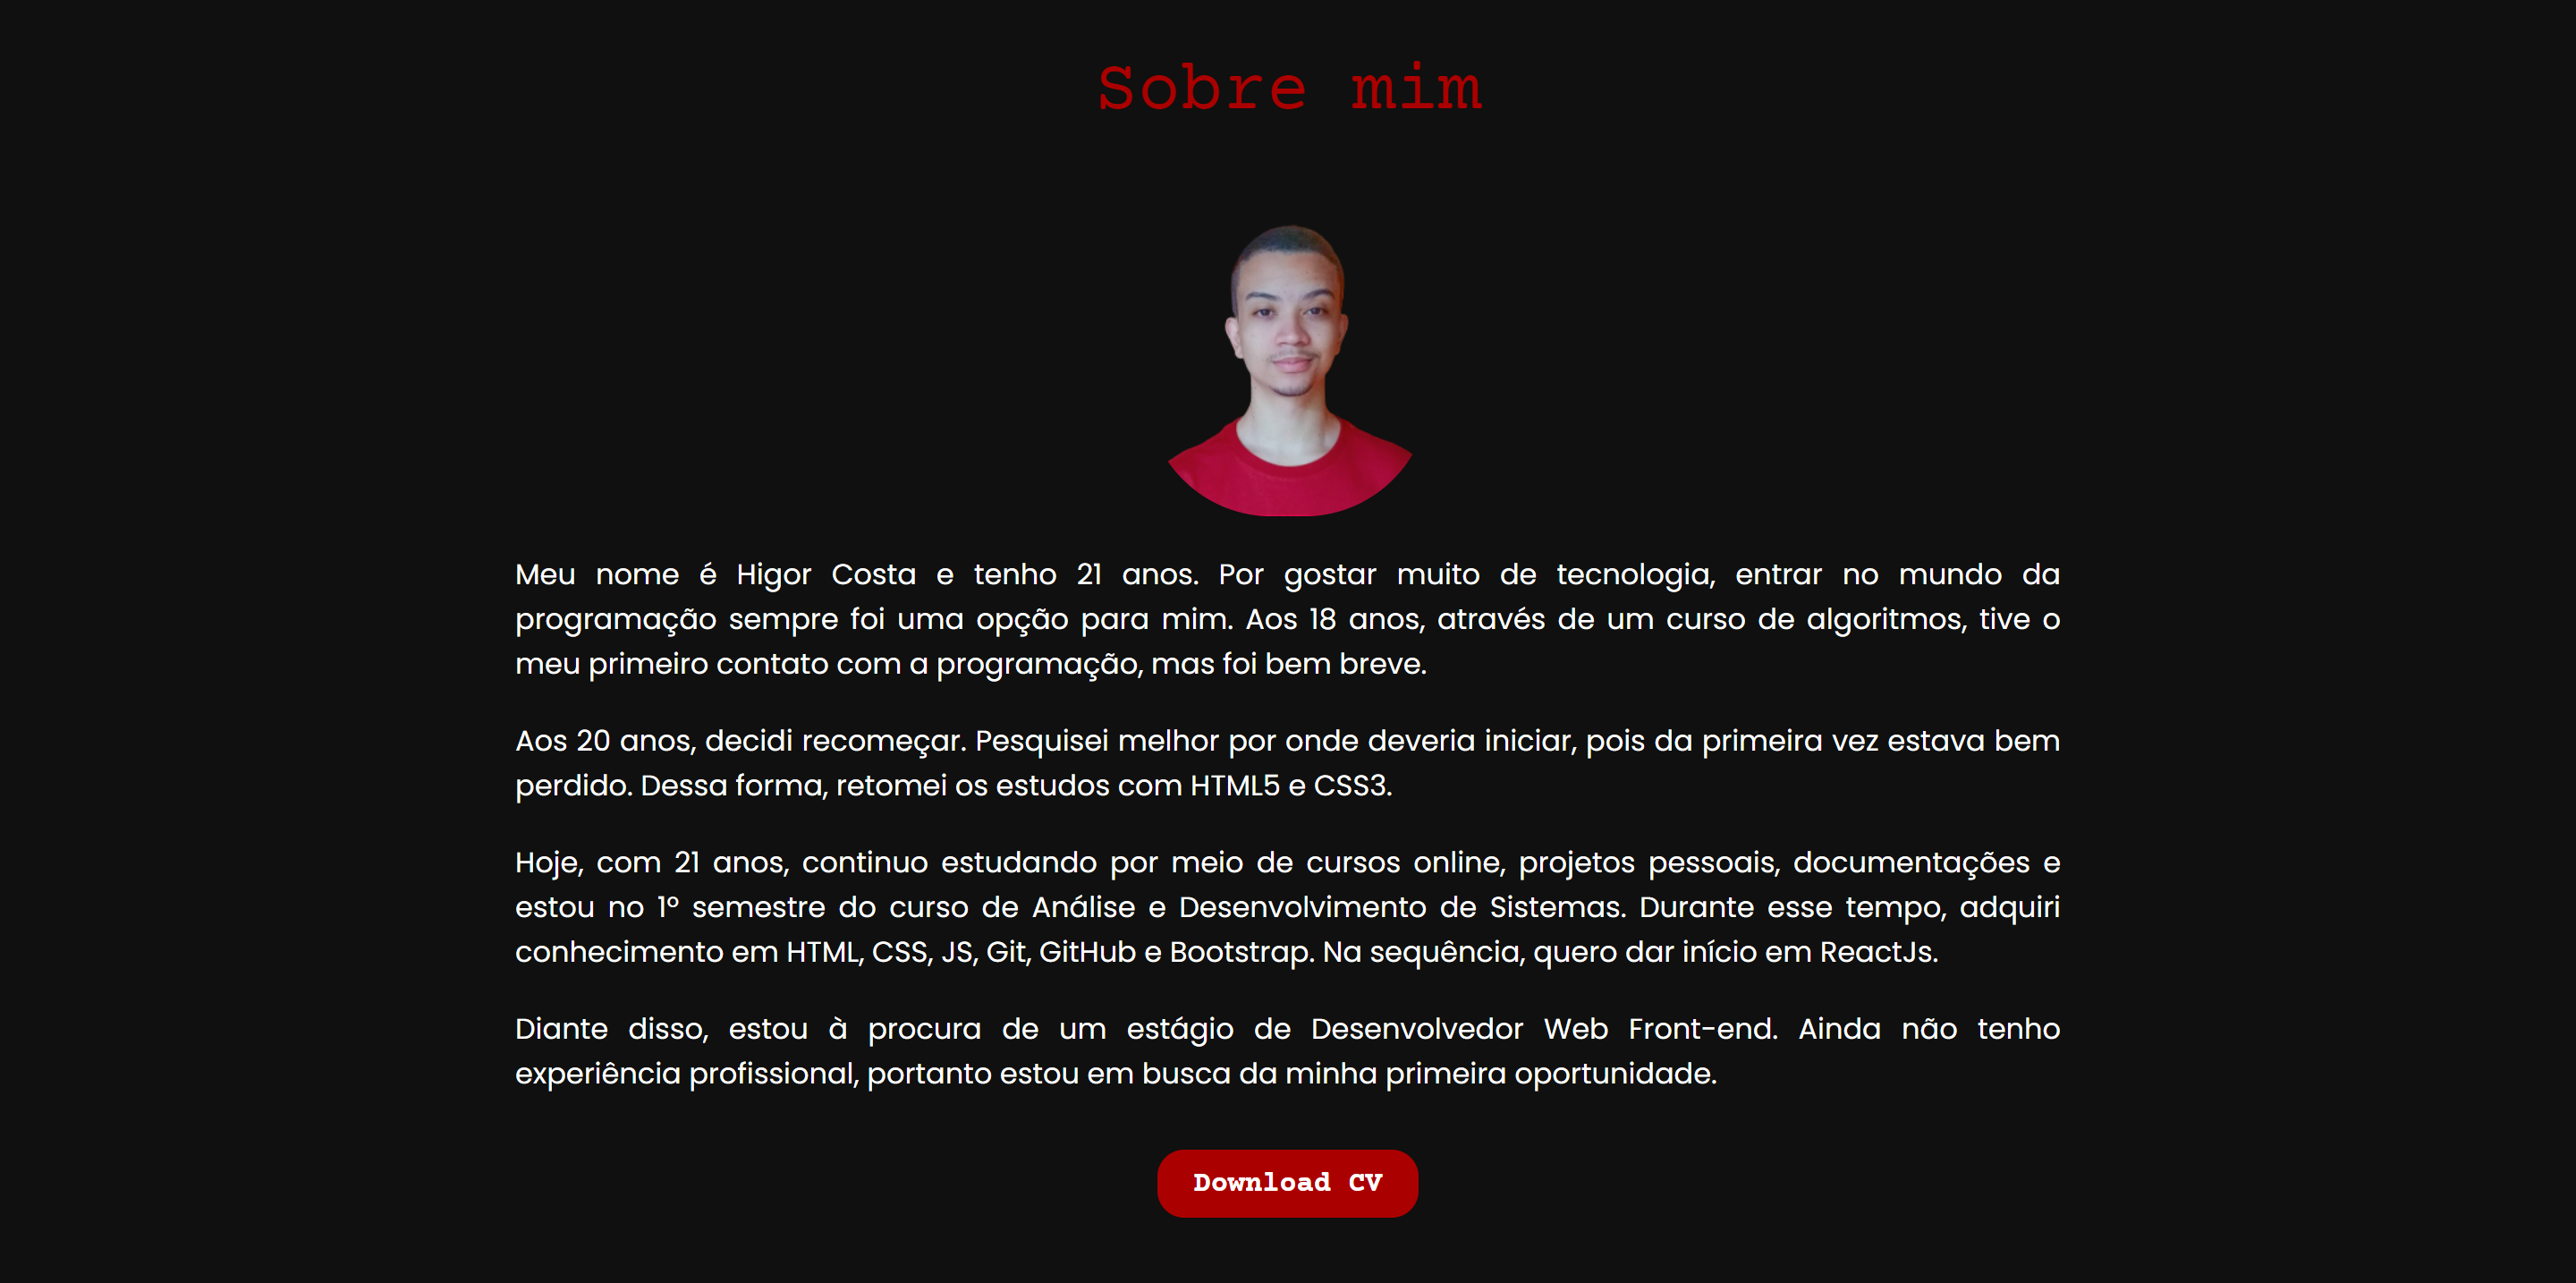 Sobre mim
Meu nome é Higor Costa e tenho 21 anos. Por gostar muito de tecnologia, entrar no mundo da
programação sempre foi uma opção para mim. Aos 18 anos, através de um curso de algoritmos, tive o
meu primeiro contato com a programação, mas foi bem breve.
Aos 20 anos, decidi recomeçar. Pesquisei melhor por onde deveria iniciar, pois da primeira vez estava bem
perdido. Dessa forma, retomei os estudos com HTML5 e CSS3.
Hoje, com 21 anos, continuo estudando por meio de cursos online, projetos pessoais, documentações e
estou no 1º semestre do curso de Análise e Desenvolvimento de Sistemas. Durante esse tempo, adquiri
conhecimento em HTML, CSS, JS, Git, GitHub e Bootstrap. Na sequência, quero dar início em ReactJs.
Diante disso, estou à procura de um estágio de Desenvolvedor Web Front-end. Ainda não tenho
experiência profissional, portanto estou em busca da minha primeira oportunidade.
Download CV